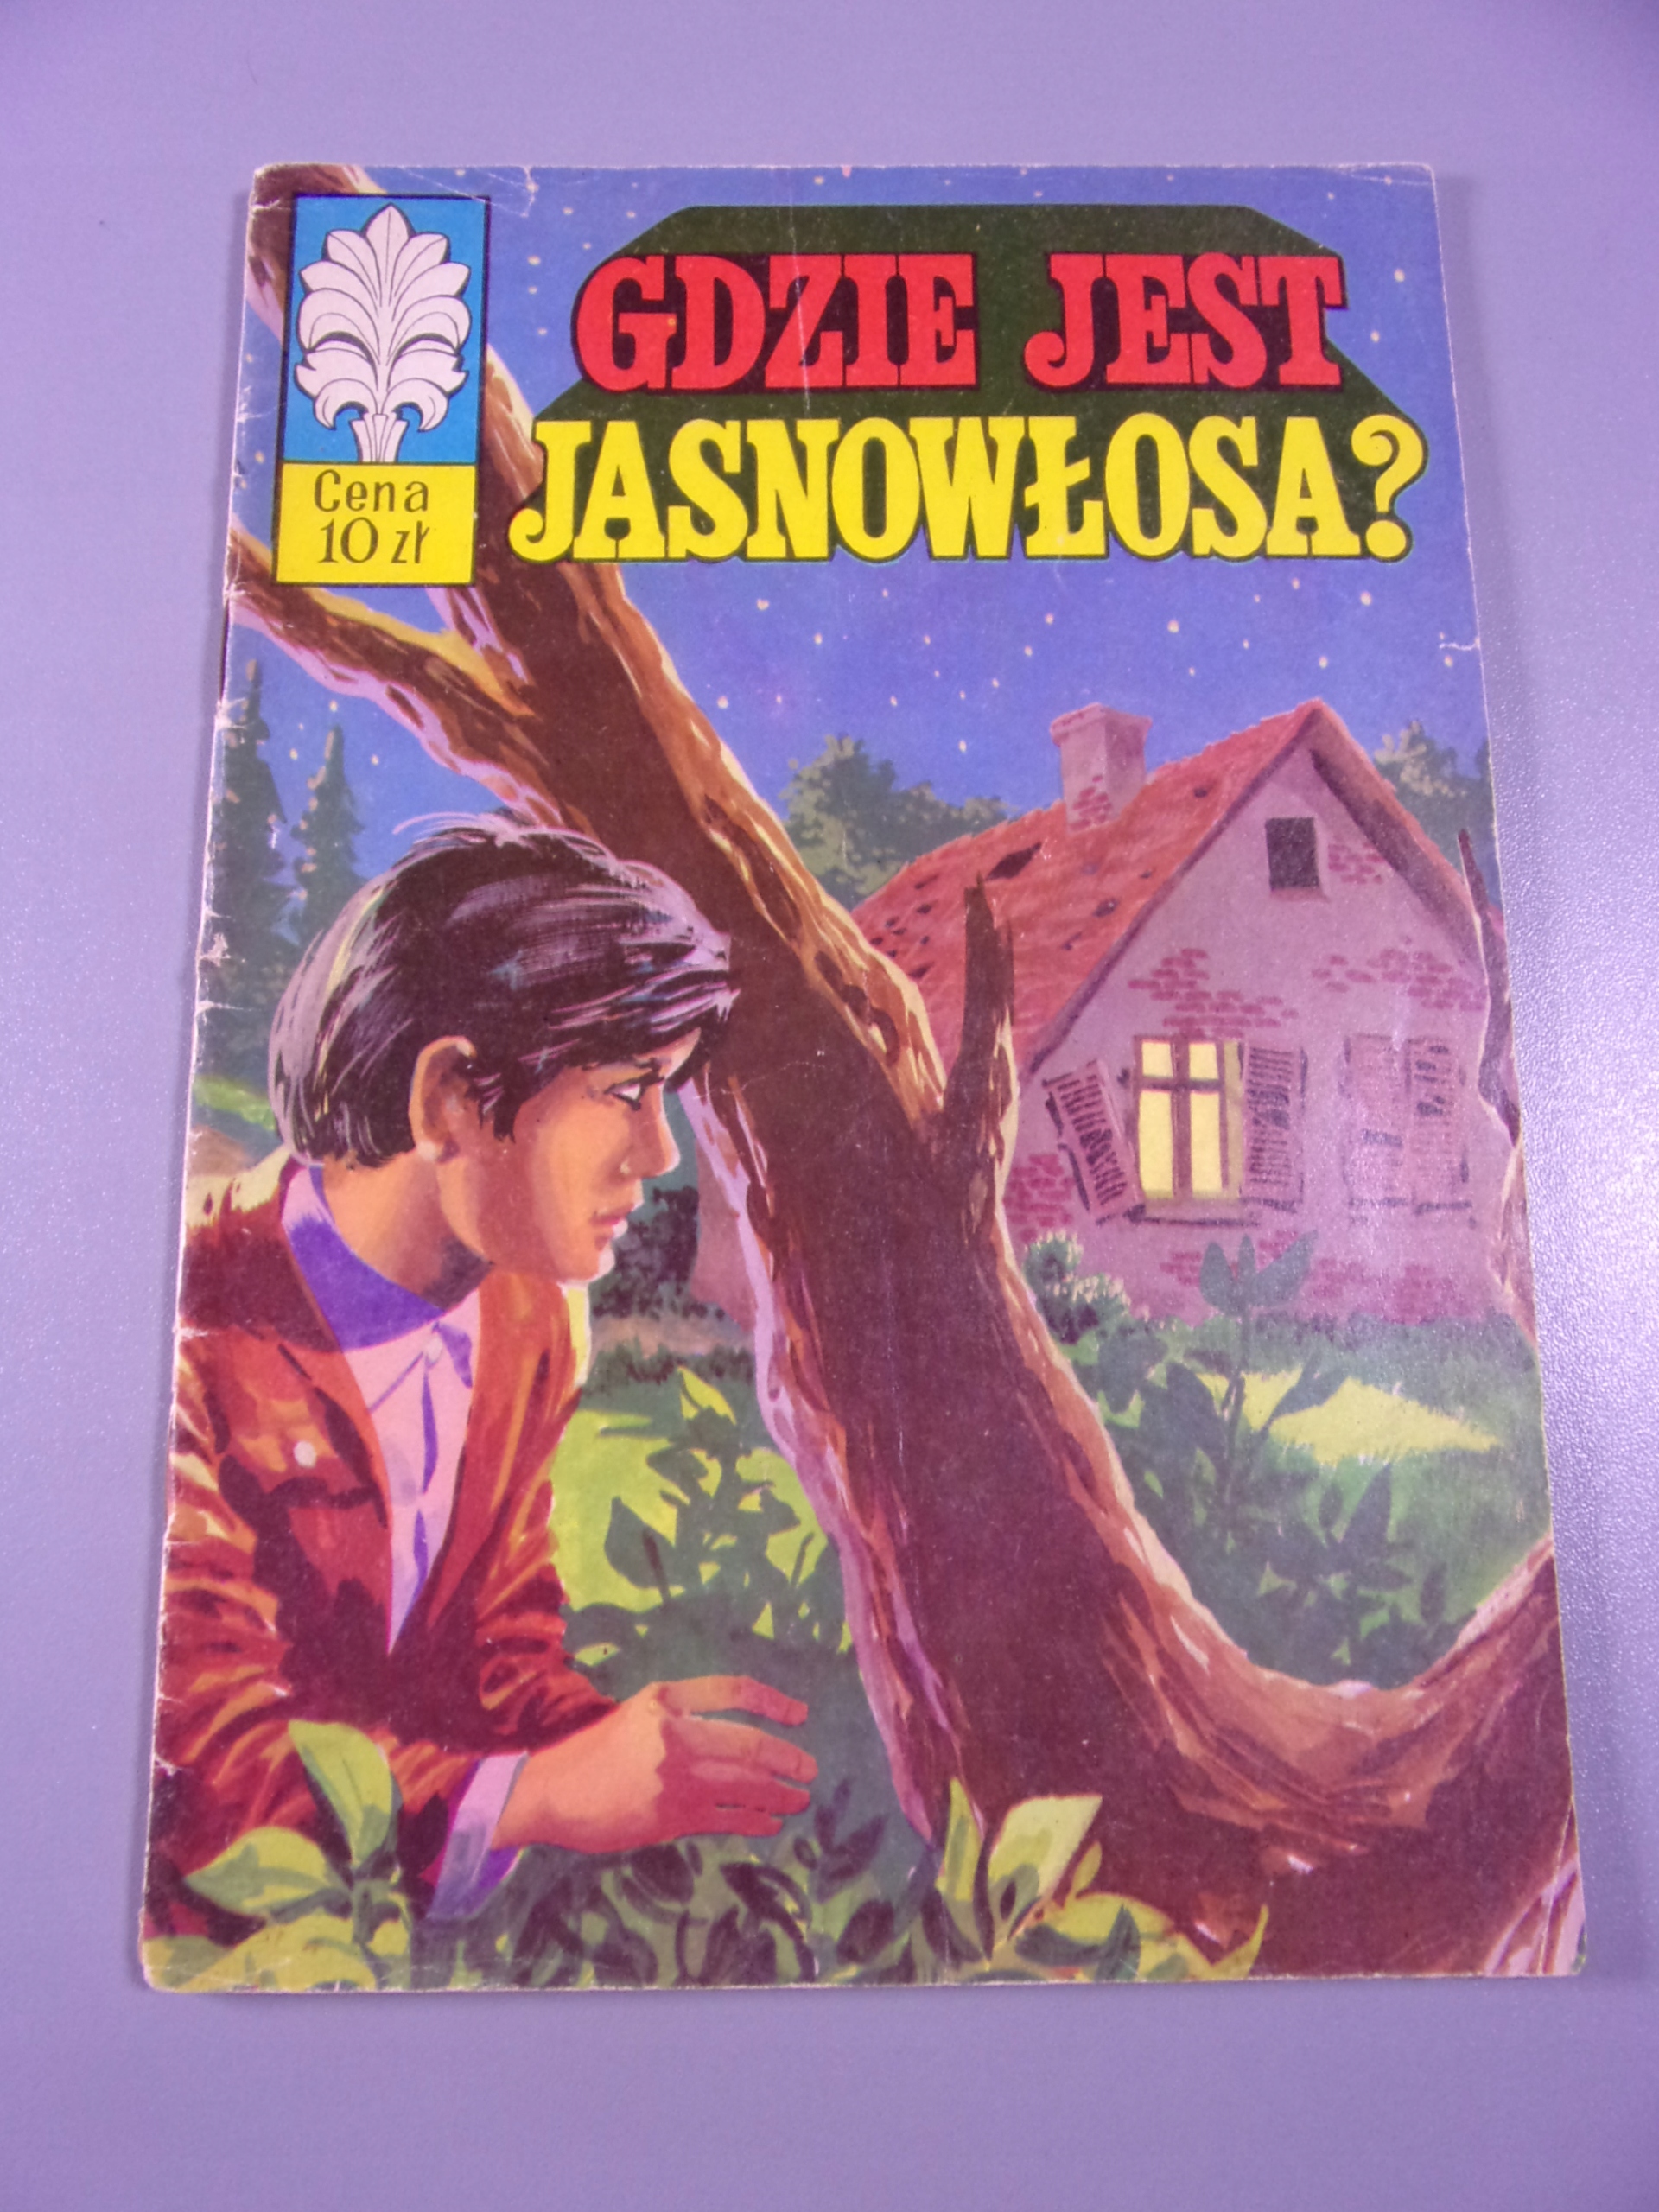 GDZIE JEST
JASNOWŁOSA?
Cena
10 zł